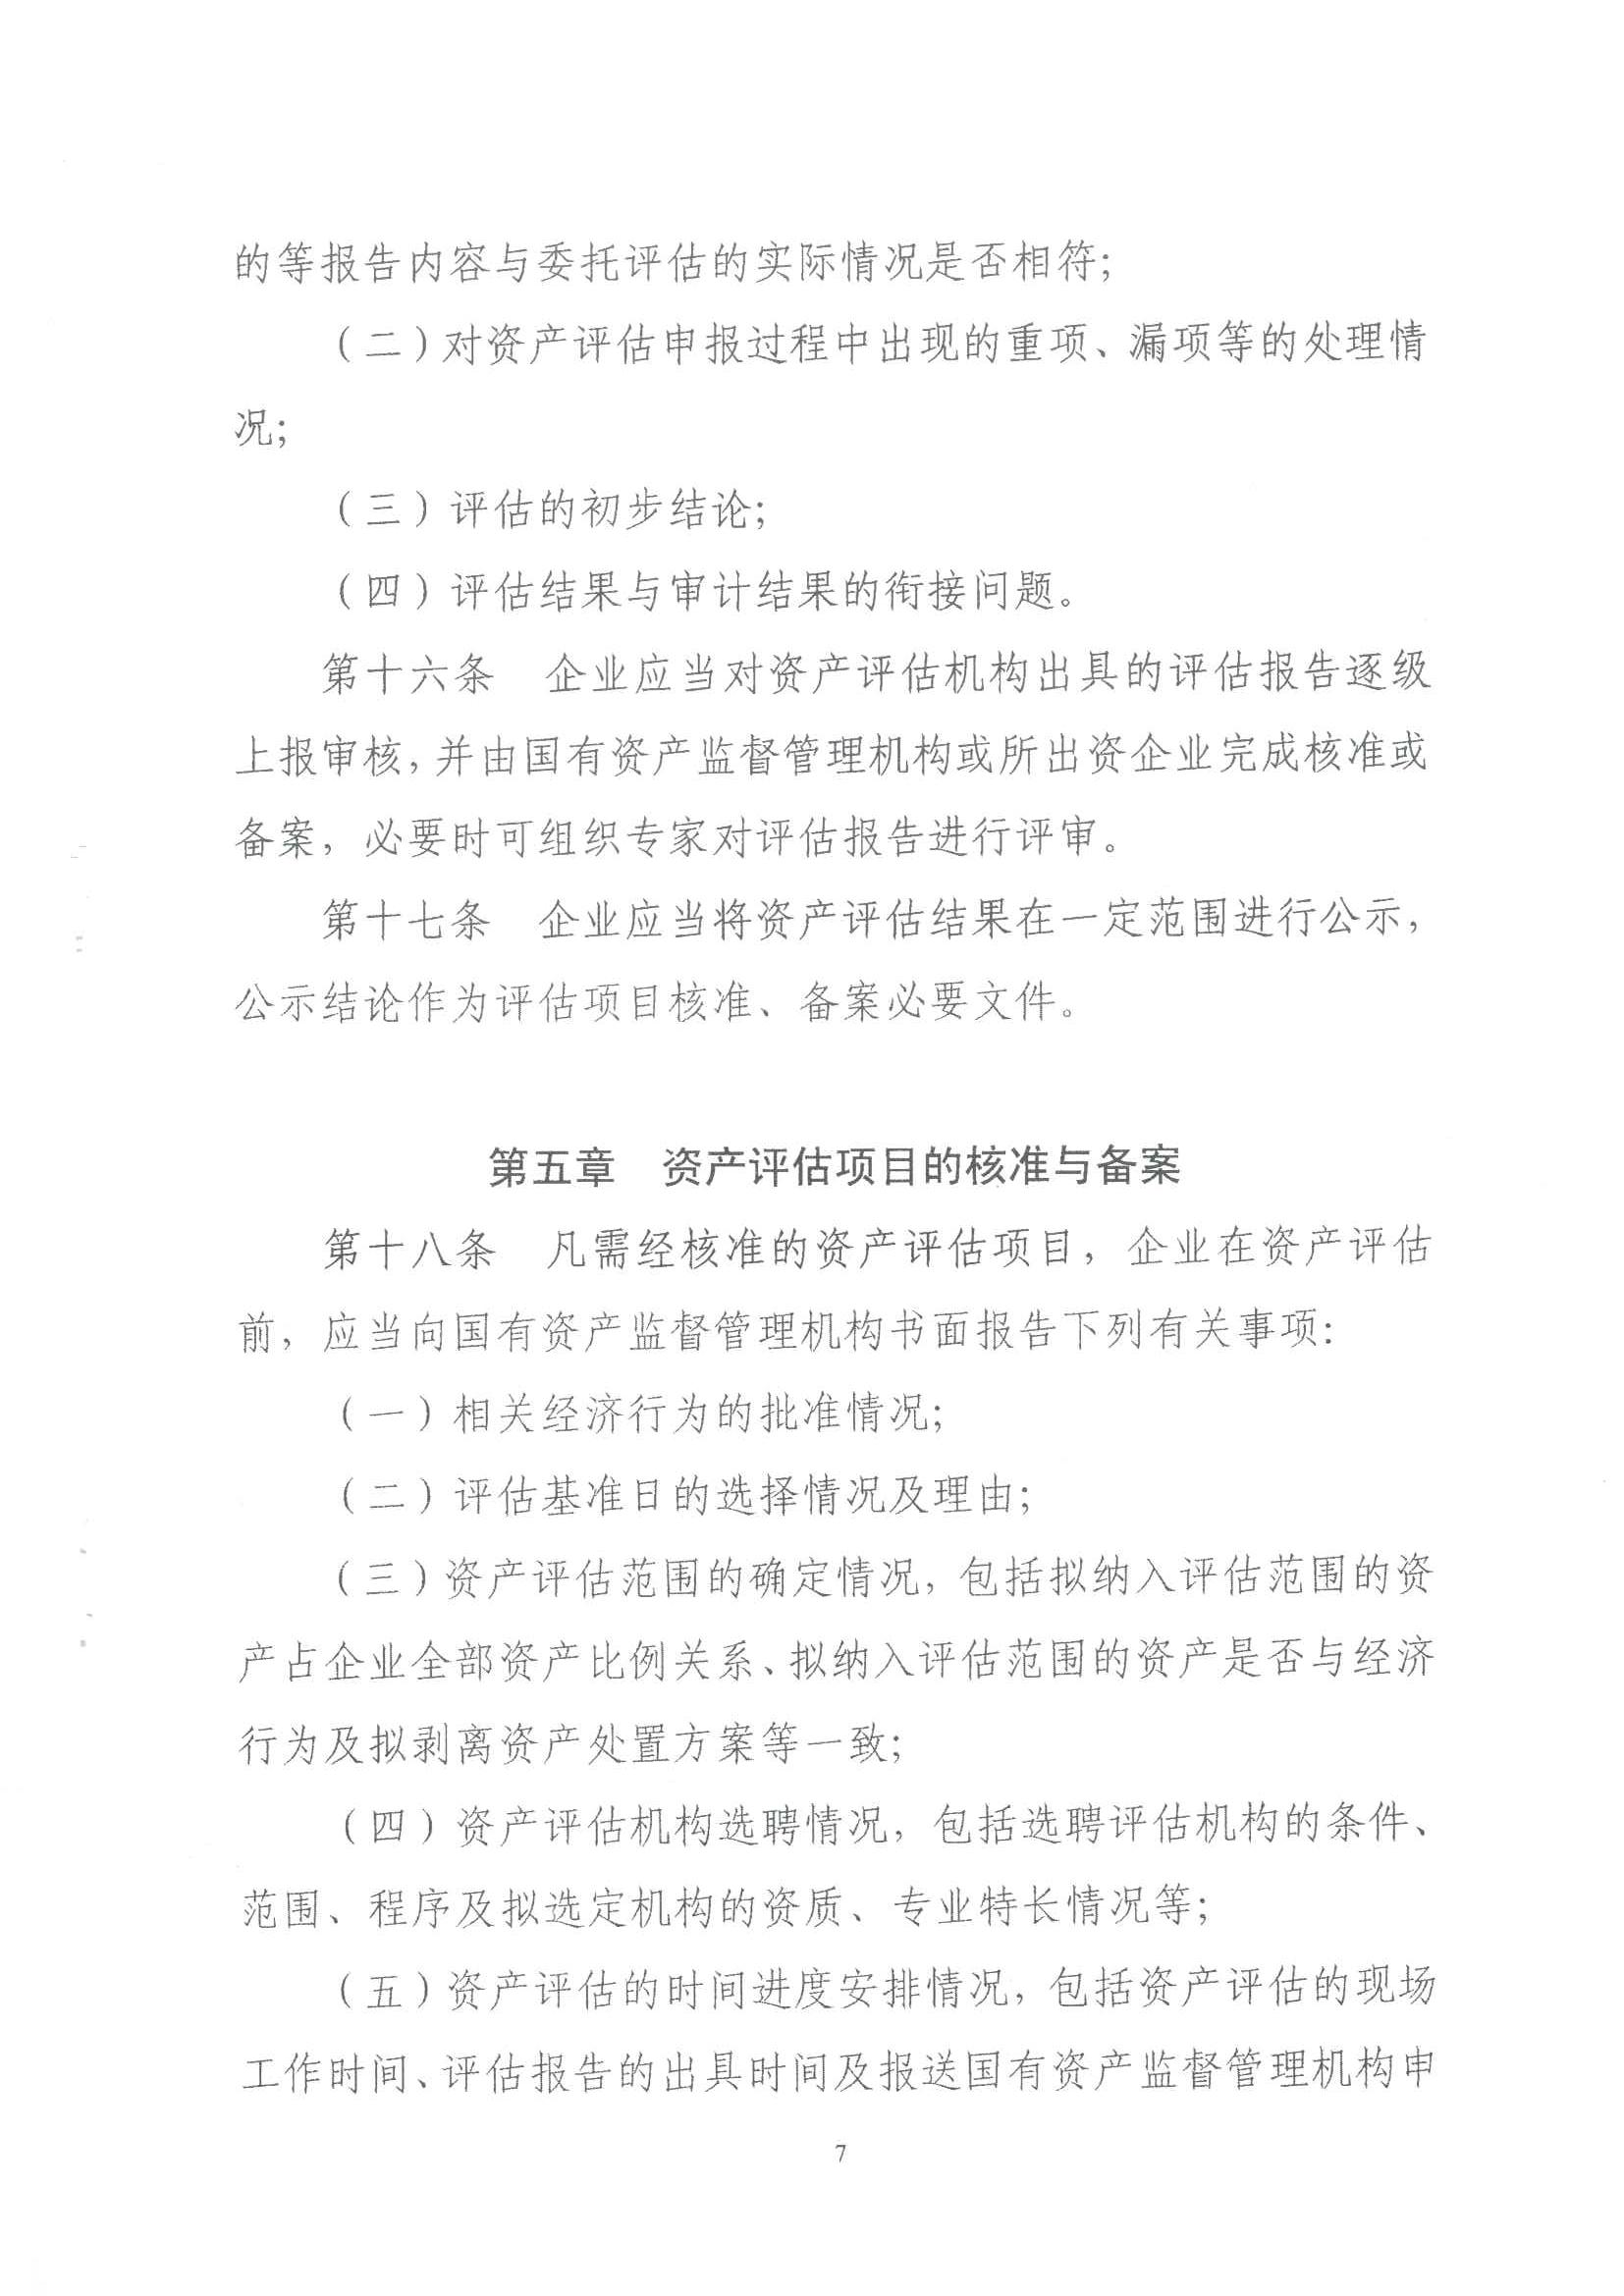 的等报告内容与委托评估的实际情况是否相符;
（二）对资产评估申报过程中出现的重项、漏项等的处理情
况;
（三）评估的初步结论;
（四）评估结果与审计结果的衔接问题。
第十六条　企业应当对资产评估机构出具的评估报告逐级
上报审核,并由国有资产监督管理机构或所出资企业完成核准或
备案，必要时可组织专家对评估报告进行评审。
第十七条　企业应当将资产评估结果在一定范围进行公示，
公示结论作为评估项目核准、备案必要文件。
第五章　资产评估项目的核准与备案
第十八条　凡需经核准的资产评估项目，企业在资产评估
前，应当向国有资产监督管理机构书面报告下列有关事项:
（一）相关经济行为的批准情况;
（二）评估基准日的选择情况及理由;
（三）资产评估范围的确定情况，包括拟纳入评估范围的资
产占企业全部资产比例关系、拟纳入评估范围的资产是否与经济
行为及拟剥离资产处置方案等一致;
（四）资产评估机构选聘情况，包括选聘评估机构的条件、
范围、程序及拟选定机构的资质、专业特长情况等;
（五）资产评估的时间进度安排情况，包括资产评估的现场
工作时间、评估报告的出具时间及报送国有资产监督管理机构申
7